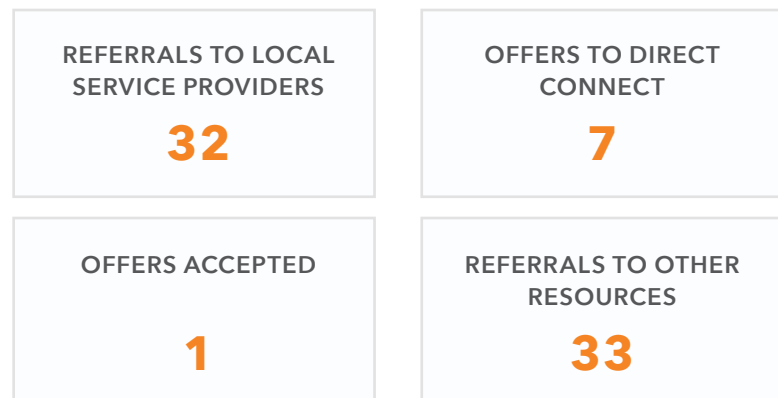 REFERRALS TO LOCAL
SERVICE PROVIDERS
32
OFFERS TO DIRECT
CONNECT
7
OFFERS ACCEPTED
1
REFERRALS TO OTHER
RESOURCES
33